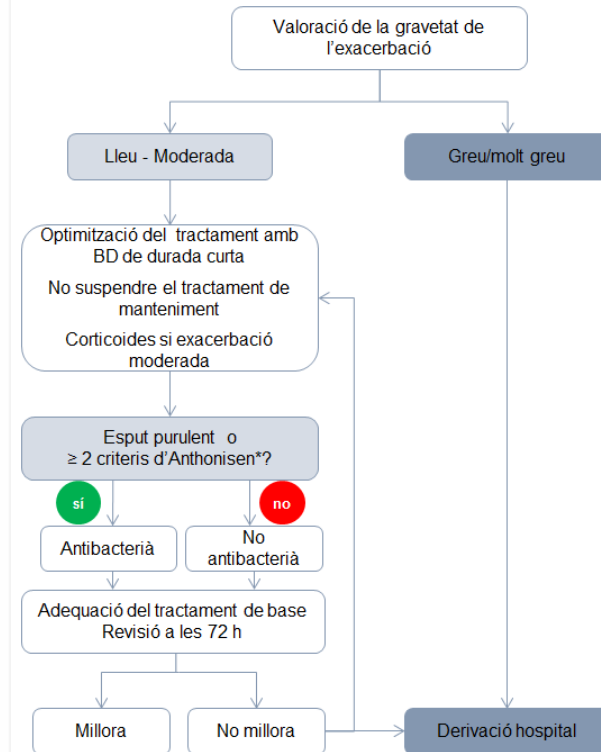 Valoració de la gravetat de
l'exacerbació
Lleu - Moderada
Greu/molt greu
Optimització del tractament amb
BD de durada curta
No suspendre el tractament de
manteniment
Corticoides si exacerbació
moderada
Esput purulent o
≥ 2 criteris d'Anthonisen*?
sí
no
Antibacterià
No
antibacterià
Adequació del tractament de base
Revisió a les 72 h
Millora
No millora
Derivació hospital